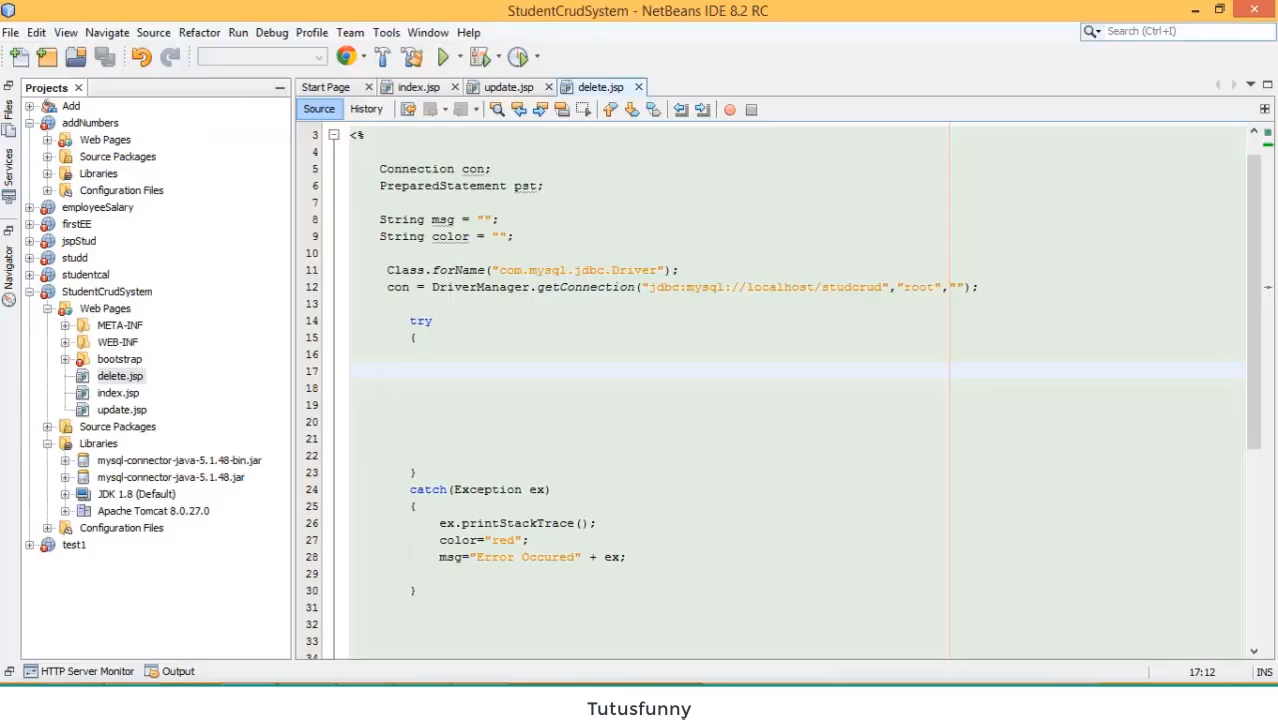 StudentCrudSystem - NetBeans IDE 8.2 RC
File Edit View Navigate Source Refactor Run Debug Profile Team Tools Window Help
Search (Ctrl+I)
Projects
Start Page
index.jsp
update.jsp
delete.jsp
Source
History
Files
Services
Navigator
Add
addNumbers
Web Pages
Source Packages
Libraries
Configuration Files
employeeSalary
firstEE
jspStud
studd
studentcal
StudentCrudSystem
Web Pages
META-INF
WEB-INF
bootstrap
delete.jsp
index.jsp
update.jsp
Source Packages
Libraries
mysql-connector-java-5.1.48-bin.jar
mysql-connector-java-5.1.48.jar
JDK 1.8 (Default)
Apache Tomcat 8.0.27.0
Configuration Files
test1
3 <%
4
5 Connection con;
6 PreparedStatement pst;
7
8 String msg = "";
9 String color = "";
10
11 Class.forName("com.mysql.jdbc.Driver");
12 con = DriverManager.getConnection("jdbc:mysql://localhost/studcrud","root","");
13
14 try
15 {
16
17
18
19
20
21
22
23 }
24 catch(Exception ex)
25 {
26 ex.printStackTrace();
27 color="red";
28 msg="Error Occured" + ex;
29
30 }
31
32
33
34
HTTP Server Monitor
Output
17:12
INS
Tutusfunny